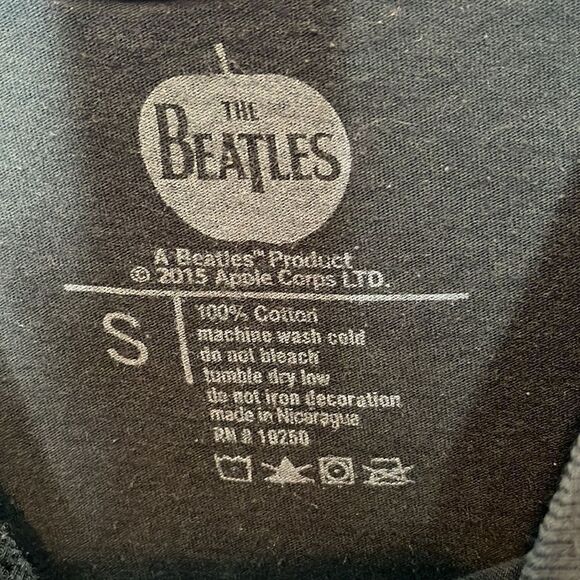 THE
BEATLES
A Beatles™ Product
© 2015 Apple Corps LTD.
S
100% Cotton
machine wash cold
do not bleach
tumble dry low
do not iron decoration
made in Nicaragua
RN # 10250